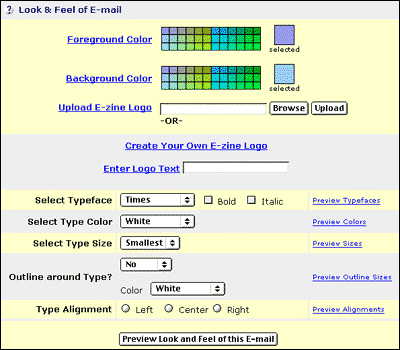 ? Look & Feel of E-mail
Foreground Color
selected
Background Color
selected
Upload E-zine Logo Browse Upload
-OR-
Create Your Own E-zine Logo
Enter Logo Text
Select Typeface Times Bold Italic Preview Typefaces
Select Type Color White Preview Colors
Select Type Size Smallest Preview Sizes
No
Outline around Type? Preview Outline Sizes
Color White
Type Alignment Left Center Right Preview Alignments
Preview Look and Feel of this E-mail